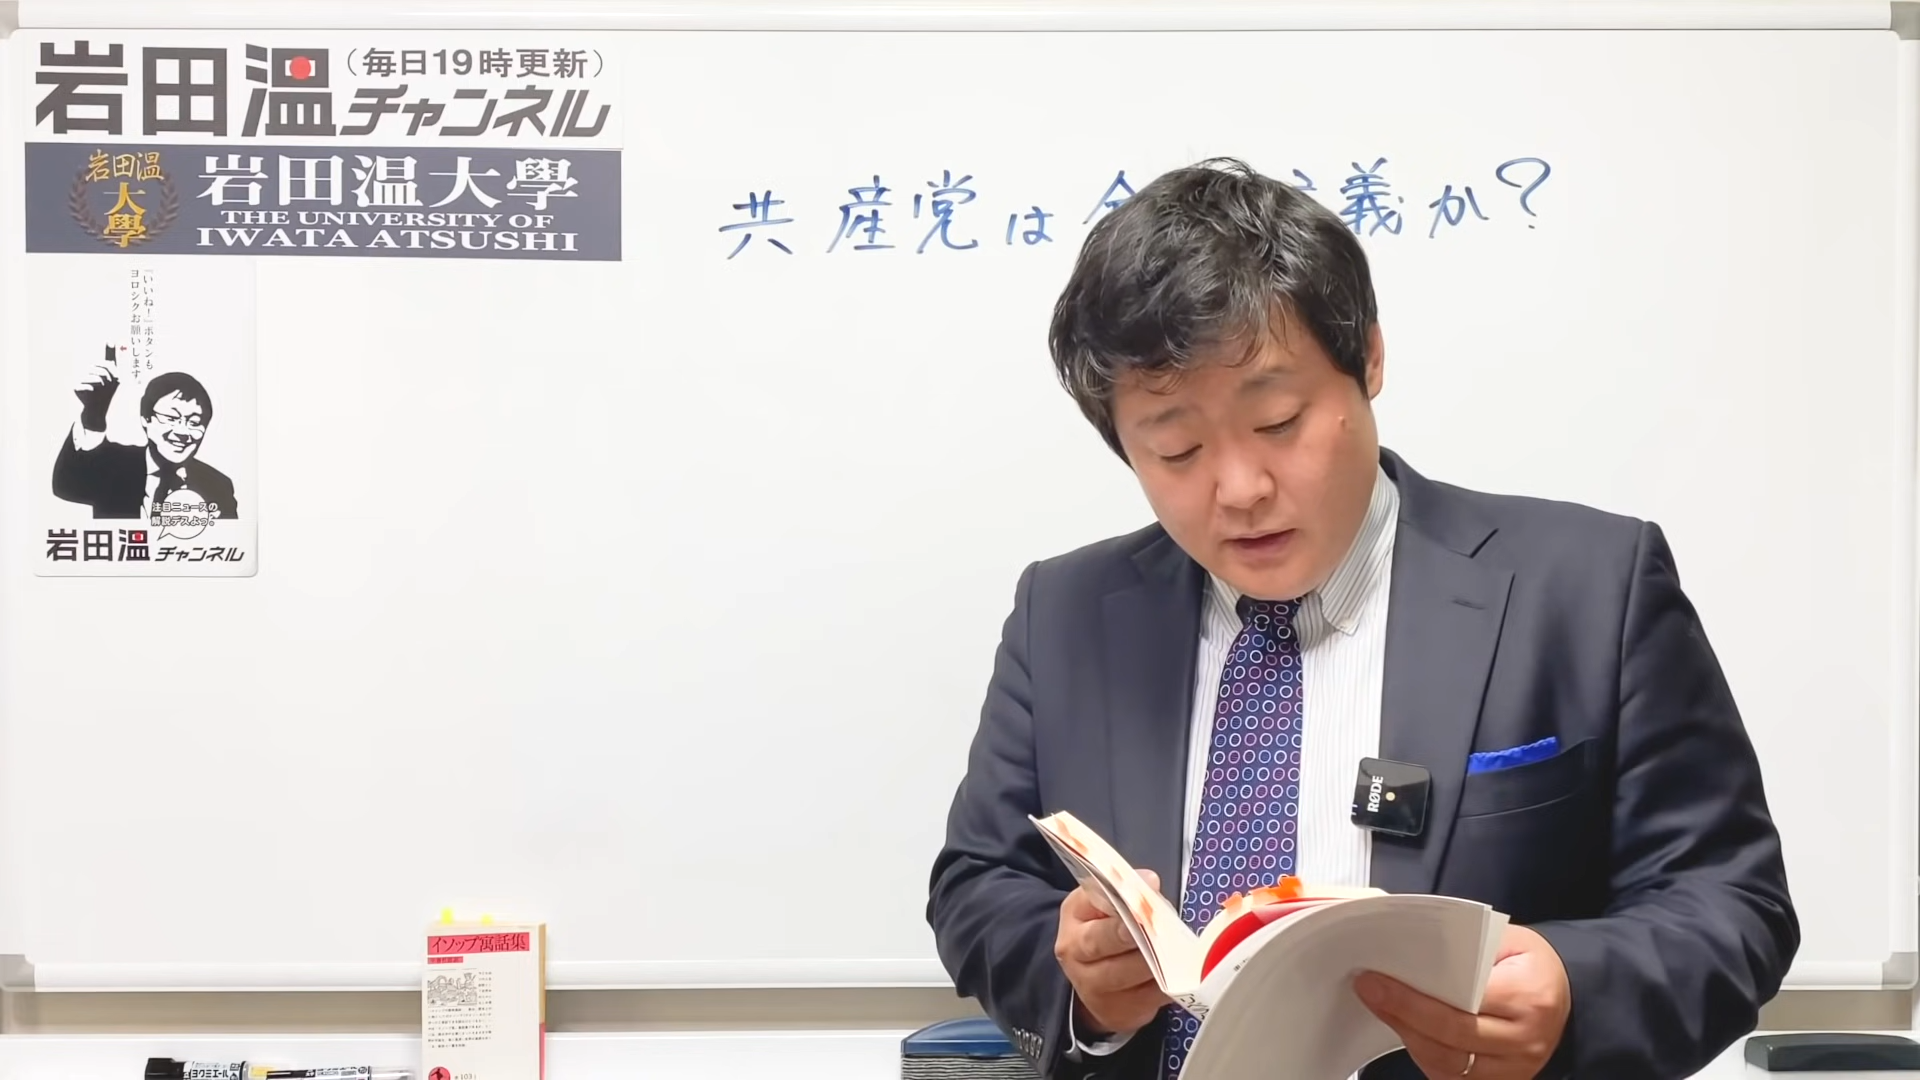 岩田温
（毎日19時更新）
チャンネル
岩田温
大學
岩田温大學
THE UNIVERSITY OF
IWATA ATSUSHI
共産党は全 主義か?
「いいね！」ボタンも
ヨロシクお願いします。
注目ニュースの
解説デスよっ！
岩田温チャンネル
RØDE
イソップ寓話集